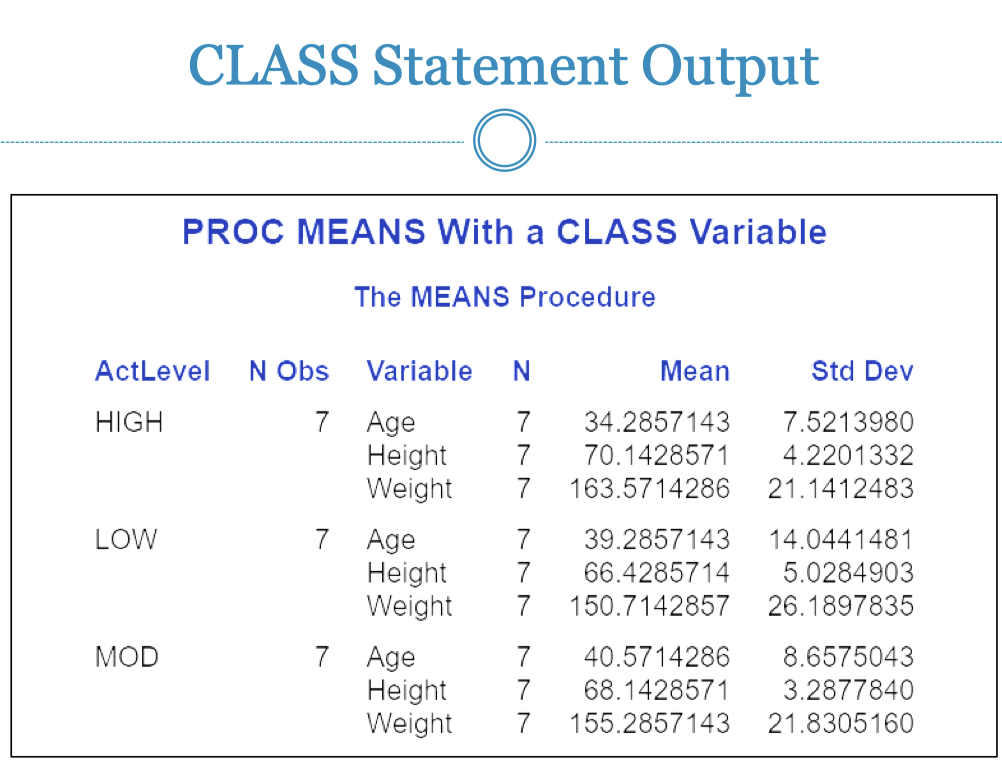 CLASS Statement Output
PROC MEANS With a CLASS Variable
The MEANS Procedure
ActLevel N Obs Variable N Mean Std Dev
HIGH 7 Age 7 34.2857143 7.5213980
Height 7 70.1428571 4.2201332
Weight 7 163.5714286 21.1412483
LOW 7 Age 7 39.2857143 14.0441481
Height 7 66.4285714 5.0284903
Weight 7 150.7142857 26.1897835
MOD 7 Age 7 40.5714286 8.6575043
Height 7 68.1428571 3.2877840
Weight 7 155.2857143 21.8305160